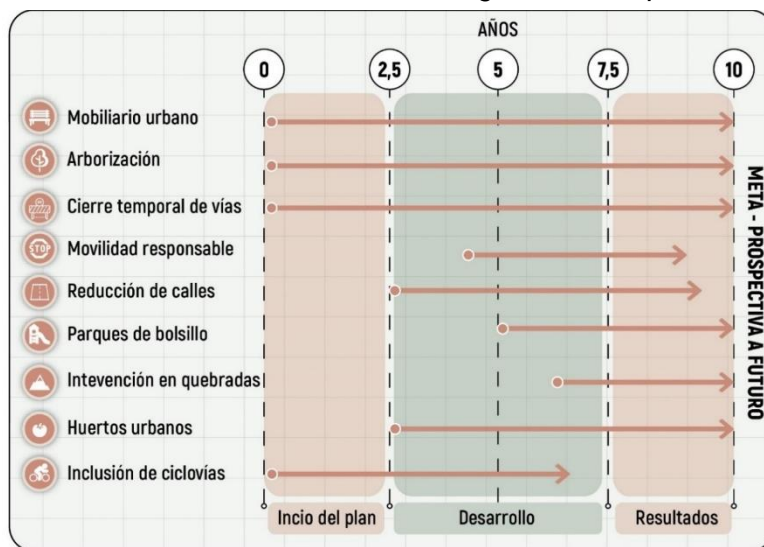 AÑOS
0 2,5 5 7,5 10
Mobiliario urbano
Arborización
Cierre temporal de vías
STOP Movilidad responsable
Reducción de calles
Parques de bolsillo
Intevención en quebradas
Huertos urbanos
Inclusión de ciclovías
META - PROSPECTIVA A FUTURO
Incio del plan Desarrollo Resultados